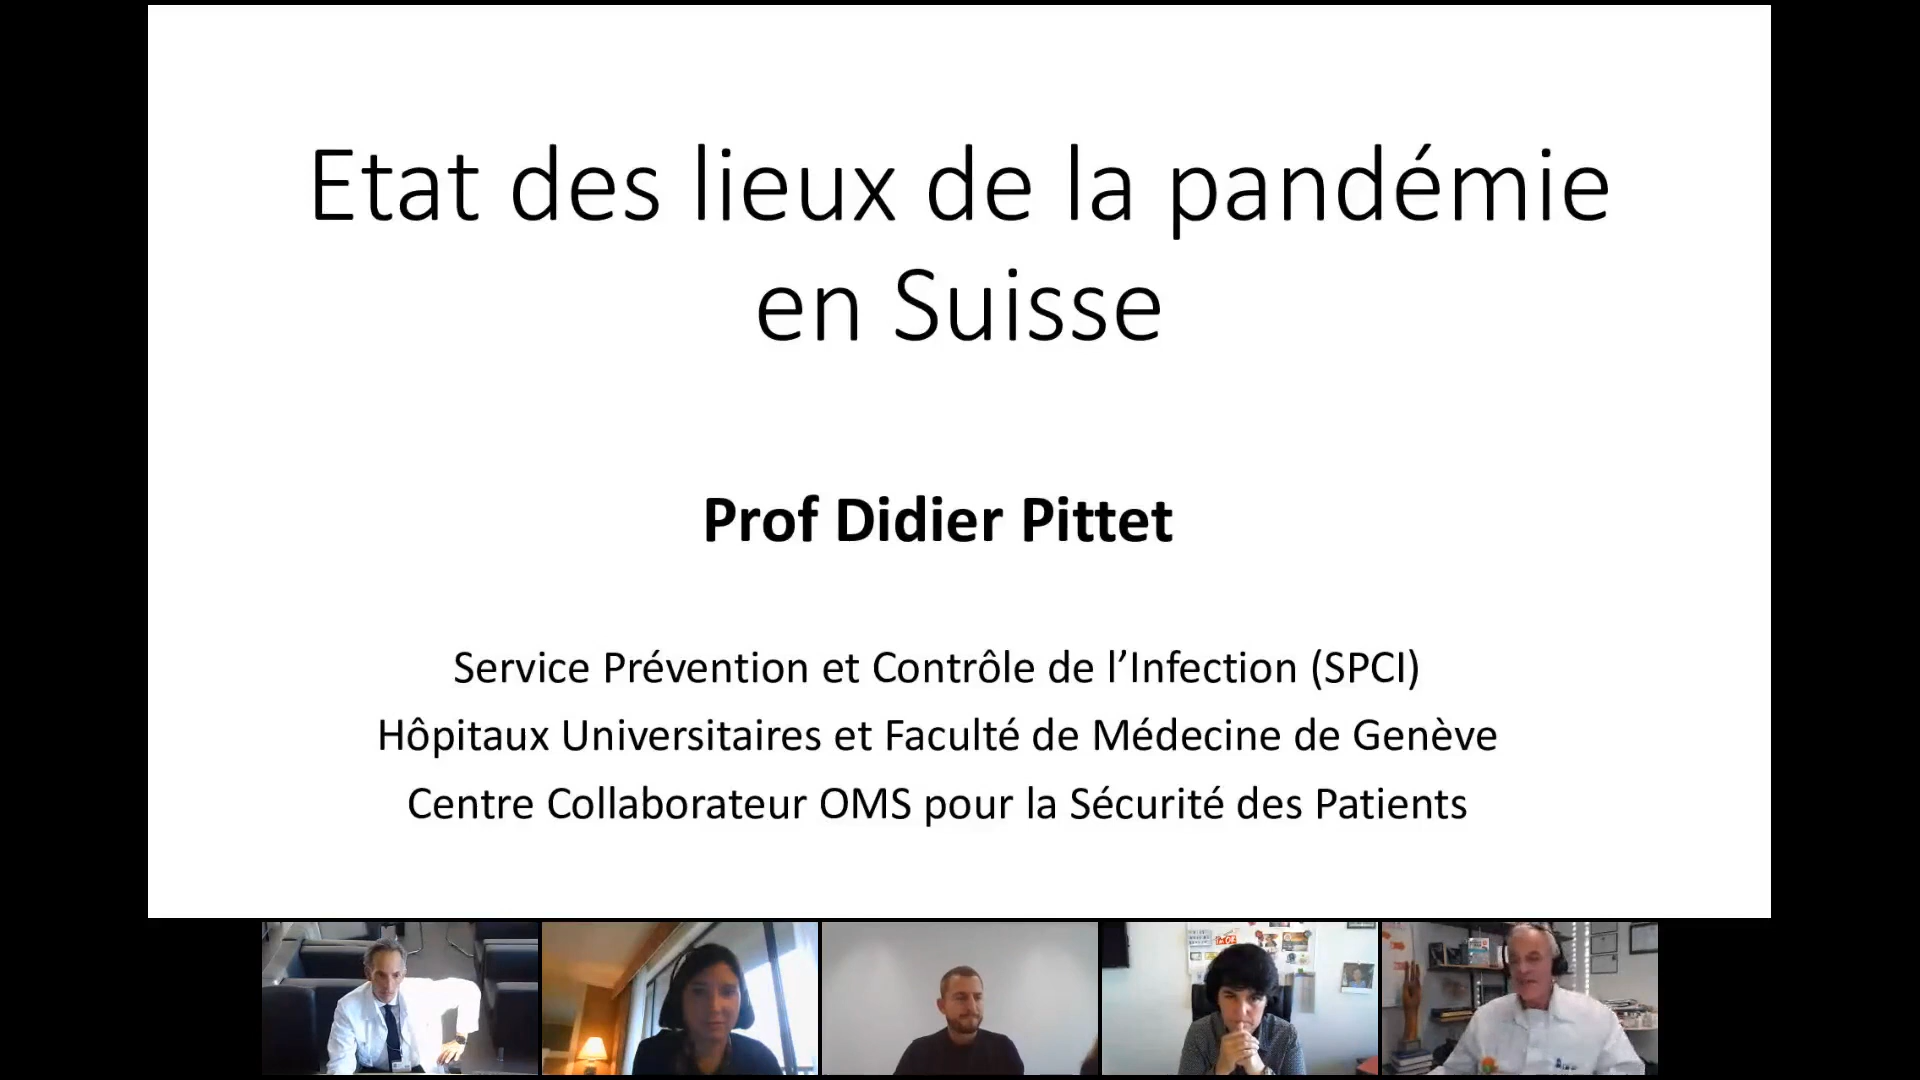 Etat des lieux de la pandémie
en Suisse
Prof Didier Pittet
Service Prévention et Contrôle de l’Infection (SPCI)
Hôpitaux Universitaires et Faculté de Médecine de Genève
Centre Collaborateur OMS pour la Sécurité des Patients